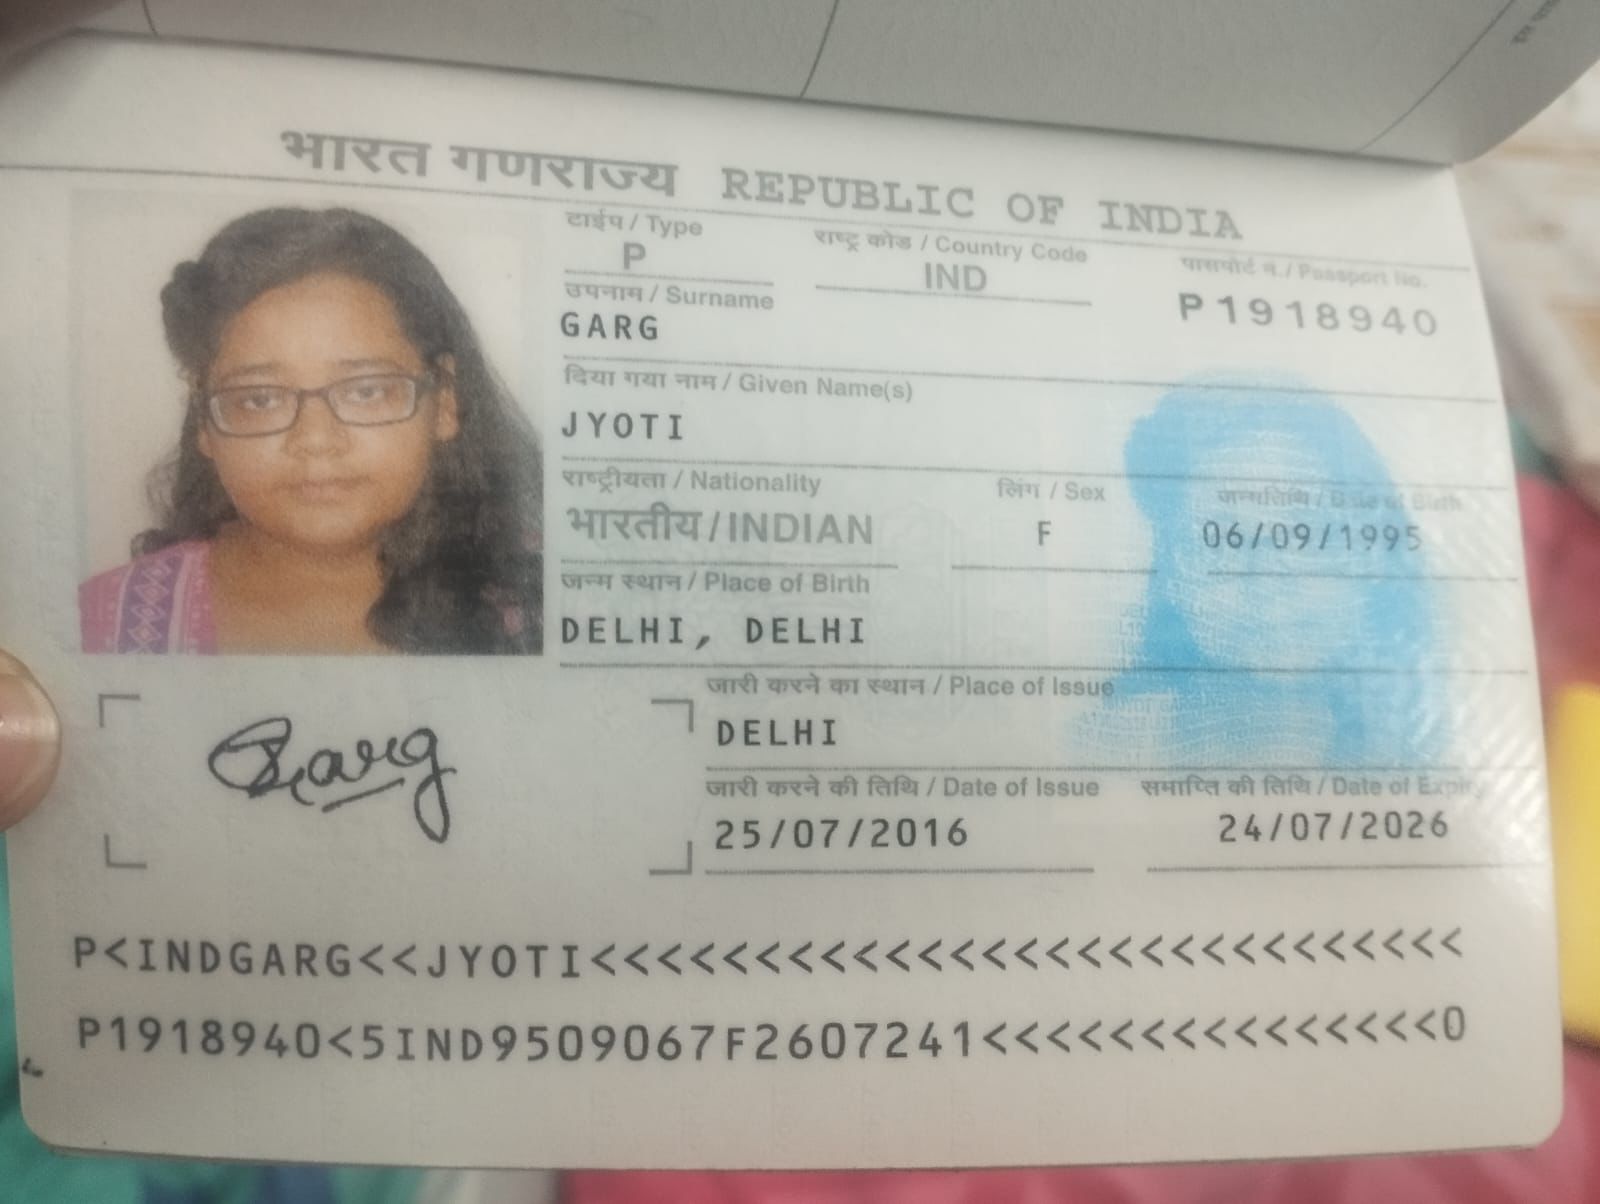 भारत गणराज्य REPUBLIC OF INDIA
टाईप / Type
P
राष्ट्र कोड / Country Code
IND
पासपोर्ट न. / Passport No.
P1918940
उपनाम / Surname
GARG
दिया गया नाम / Given Name(s)
JYOTI
राष्ट्रीयता / Nationality
भारतीय / INDIAN
लिंग / Sex
F
जन्मतिथि / Date of Birth
06/09/1995
जन्म स्थान / Place of Birth
DELHI, DELHI
जारी करने का स्थान / Place of Issue
DELHI
जारी करने की तिथि / Date of Issue
25/07/2016
समाप्ति की तिथि / Date of Expiry
24/07/2026
Garg
P<INDGARG<<JYOTI<<<<<<<<<<<<<<<<<<<<<<<<<<<<
P1918940<5IND9509067F2607241<<<<<<<<<<<<<<<0